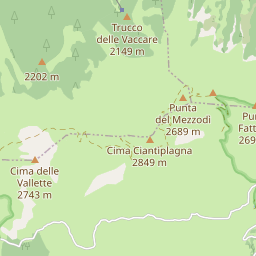 Trucco
delle Vaccare
2149 m
2202 m
Punta
del Mezzodì
2689 m
Cima Ciantiplagna
2849 m
Cima delle
Vallette
2743 m